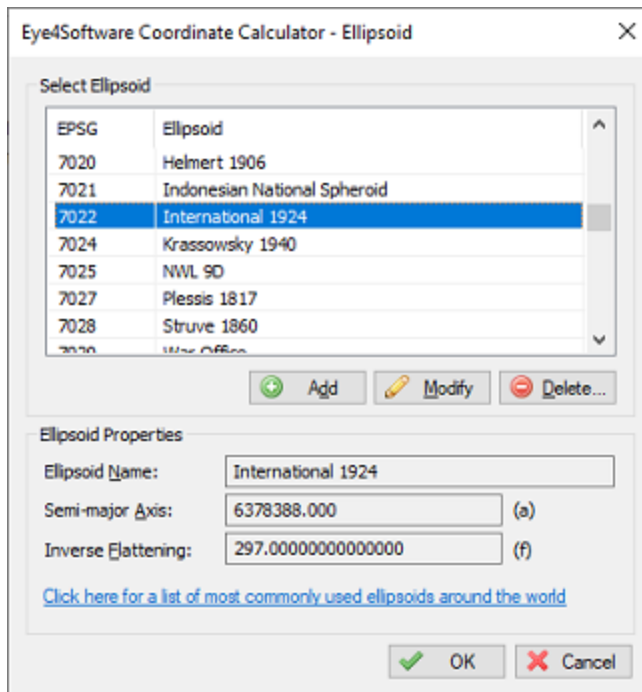 Eye4Software Coordinate Calculator - Ellipsoid
Select Ellipsoid
EPSG Ellipsoid
7020 Helmert 1906
7021 Indonesian National Spheroid
7022 International 1924
7024 Krassowsky 1940
7025 NWL 9D
7027 Plessis 1817
7028 Struve 1860
7029 War Office
Add Modify Delete...
Ellipsoid Properties
Ellipsoid Name: International 1924
Semi-major Axis: 6378388.000 (a)
Inverse Flattening: 297.00000000000000 (f)
Click here for a list of most commonly used ellipsoids around the world
OK Cancel